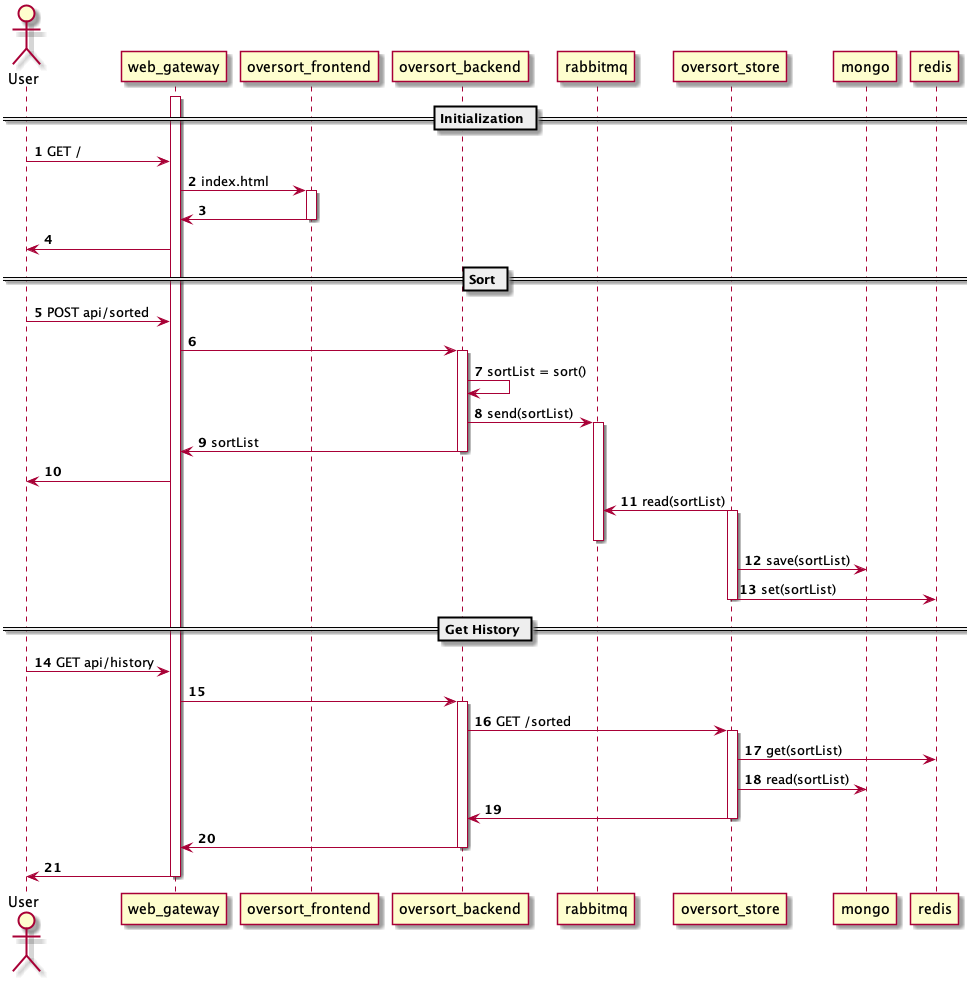 User
web_gateway
oversort_frontend
oversort_backend
rabbitmq
oversort_store
mongo
redis
Initialization
1 GET /
2 index.html
3
4
Sort
5 POST api/sorted
6
7 sortList = sort()
8 send(sortList)
9 sortList
10
11 read(sortList)
12 save(sortList)
13 set(sortList)
Get History
14 GET api/history
15
16 GET /sorted
17 get(sortList)
18 read(sortList)
19
20
21
User
web_gateway
oversort_frontend
oversort_backend
rabbitmq
oversort_store
mongo
redis